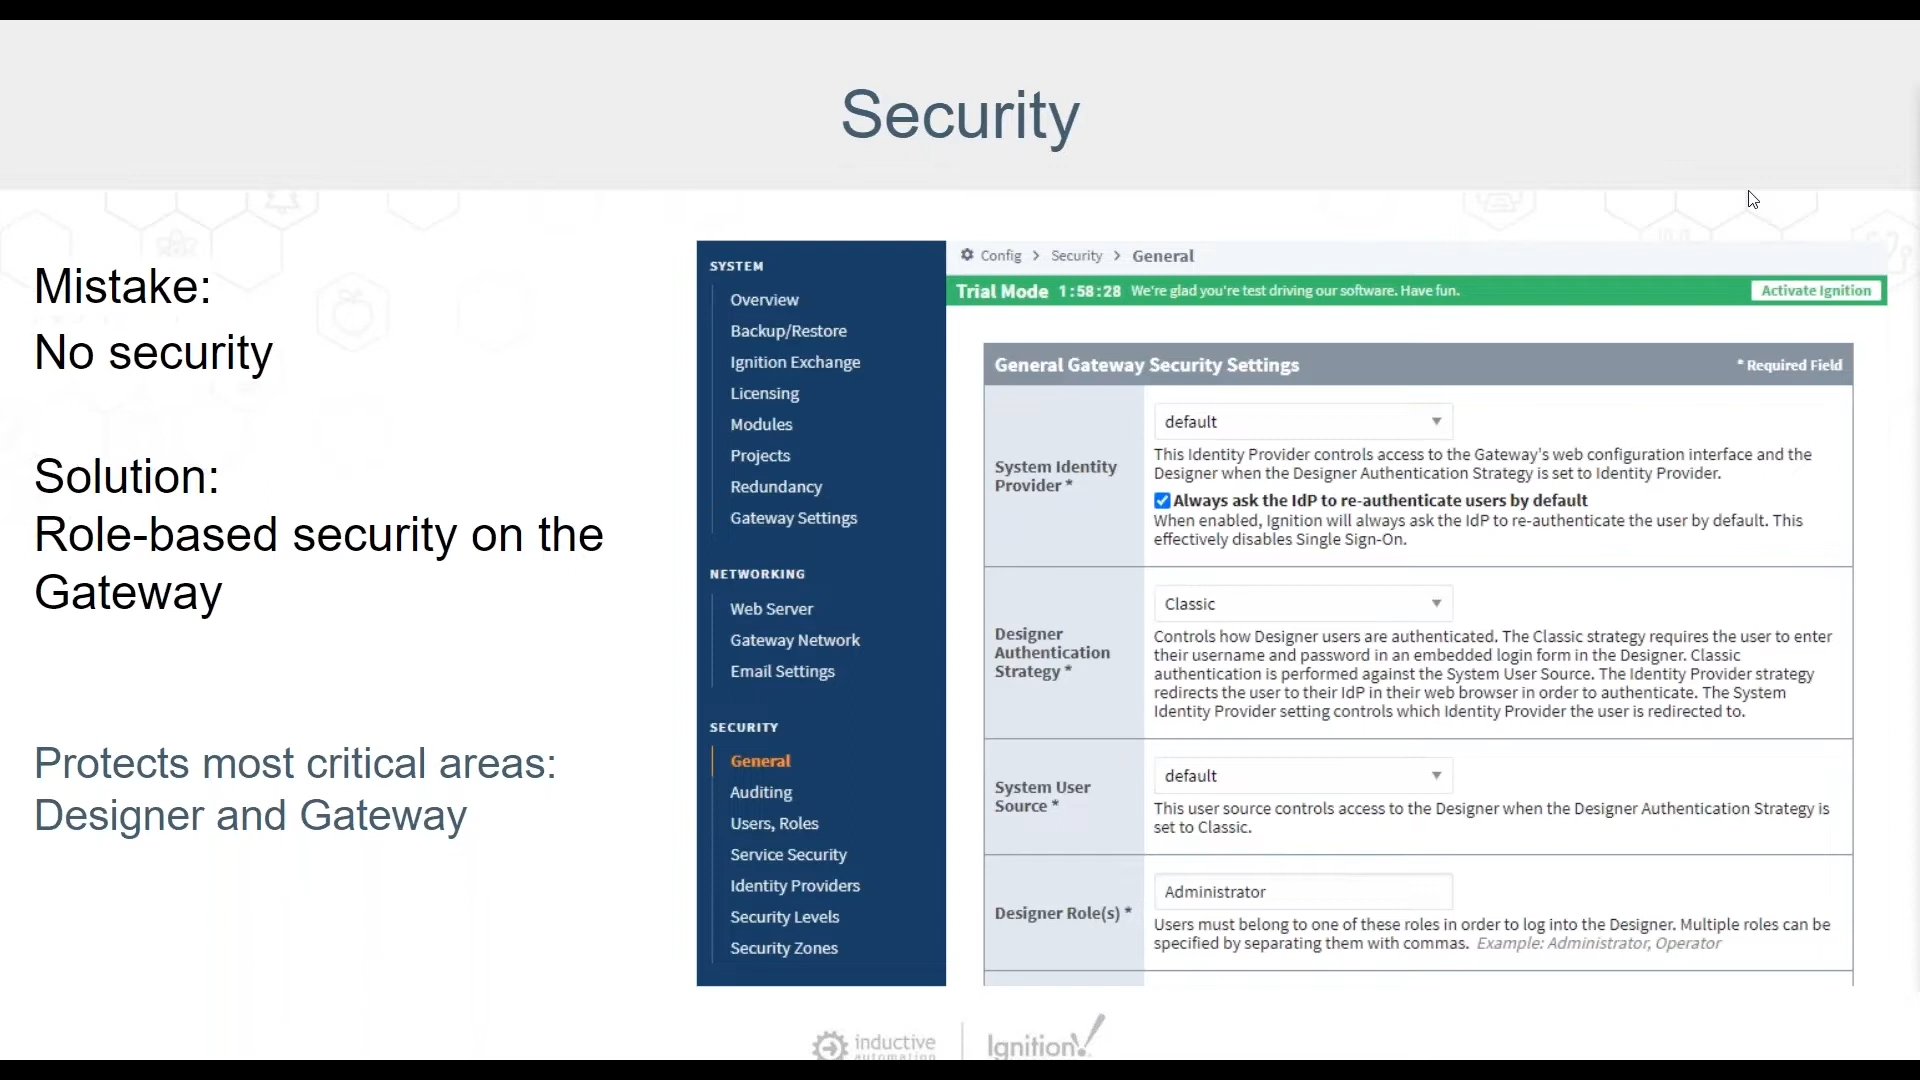 Security
Mistake:
No security
Solution:
Role-based security on the
Gateway
Protects most critical areas:
Designer and Gateway
SYSTEM
Overview
Backup/Restore
Ignition Exchange
Licensing
Modules
Projects
Redundancy
Gateway Settings
NETWORKING
Web Server
Gateway Network
Email Settings
SECURITY
General
Auditing
Users, Roles
Service Security
Identity Providers
Security Levels
Security Zones
Config > Security > General
Trial Mode 1:58:28 We're glad you're test driving our software. Have fun. Activate Ignition
General Gateway Security Settings * Required Field
System Identity
Provider *
default
This Identity Provider controls access to the Gateway's web configuration interface and the
Designer when the Designer Authentication Strategy is set to Identity Provider.
Always ask the IdP to re-authenticate users by default
When enabled, Ignition will always ask the IdP to re-authenticate the user by default. This
effectively disables Single Sign-On.
Designer
Authentication
Strategy *
Classic
Controls how Designer users are authenticated. The Classic strategy requires the user to enter
their username and password in an embedded login form in the Designer. Classic
authentication is performed against the System User Source. The Identity Provider strategy
redirects the user to their IdP in their web browser in order to authenticate. The System
Identity Provider setting controls which Identity Provider the user is redirected to.
System User
Source *
default
This user source controls access to the Designer when the Designer Authentication Strategy is
set to Classic.
Designer Role(s) *
Administrator
Users must belong to one of these roles in order to log into the Designer. Multiple roles can be
specified by separating them with commas. Example: Administrator, Operator
inductive
automation
Ignition!